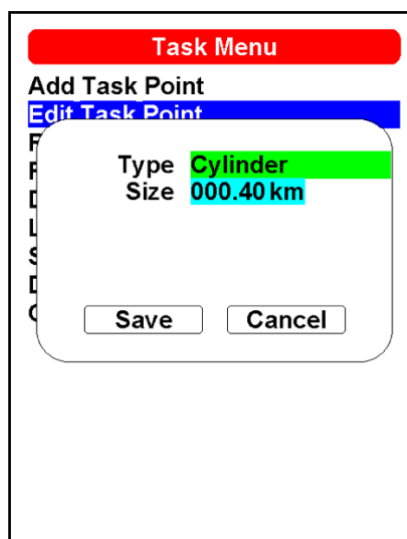 Task Menu
Add Task Point
Edit Task Point
Type Cylinder
Size 000.40 km
Save Cancel